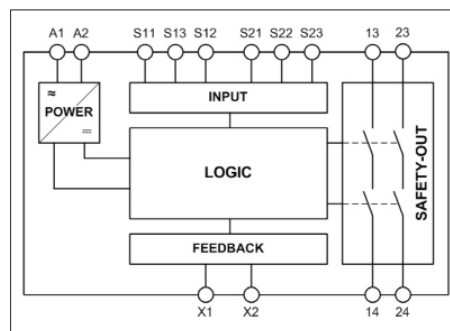 A1 A2 S11 S13 S12 S21 S22 S23 13 23
≂
POWER
⎓
INPUT
LOGIC
SAFETY-OUT
FEEDBACK
X1 X2 14 24